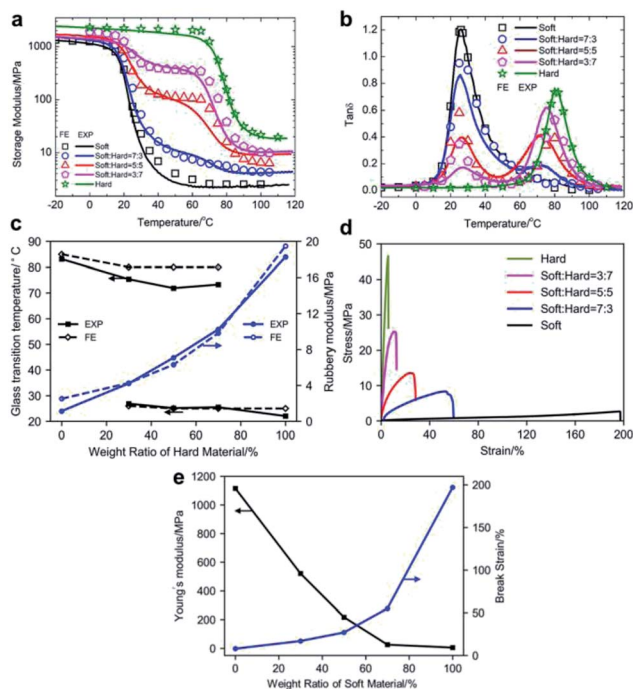 a
Storage Modulus/MPa
1000
100
10
FE EXP
Soft
Soft:Hard=7:3
Soft:Hard=5:5
Soft:Hard=3:7
Hard
-20 0 20 40 60 80 100 120
Temperature/°C
b
Tanδ
1.2
1.0
0.8
0.6
0.4
0.2
0.0
Soft
Soft:Hard=7:3
Soft:Hard=5:5
Soft:Hard=3:7
Hard
FE EXP
-20 0 20 40 60 80 100 120
Temperature/°C
c
Glass transition temperature/°C
90
80
70
60
50
40
30
20
EXP
FE
EXP
FE
20
16
12
8
4
0
Rubbery modulus/MPa
0 20 40 60 80 100
Weight Ratio of Hard Material/%
d
Stress/MPa
50
40
30
20
10
0
Hard
Soft:Hard=3:7
Soft:Hard=5:5
Soft:Hard=7:3
Soft
0 40 80 120 160 200
Strain/%
e
Young's modulus/MPa
1200
1000
800
600
400
200
0
-200
200
150
100
50
0
Break Strain/%
0 20 40 60 80 100
Weight Ratio of Soft Material/%